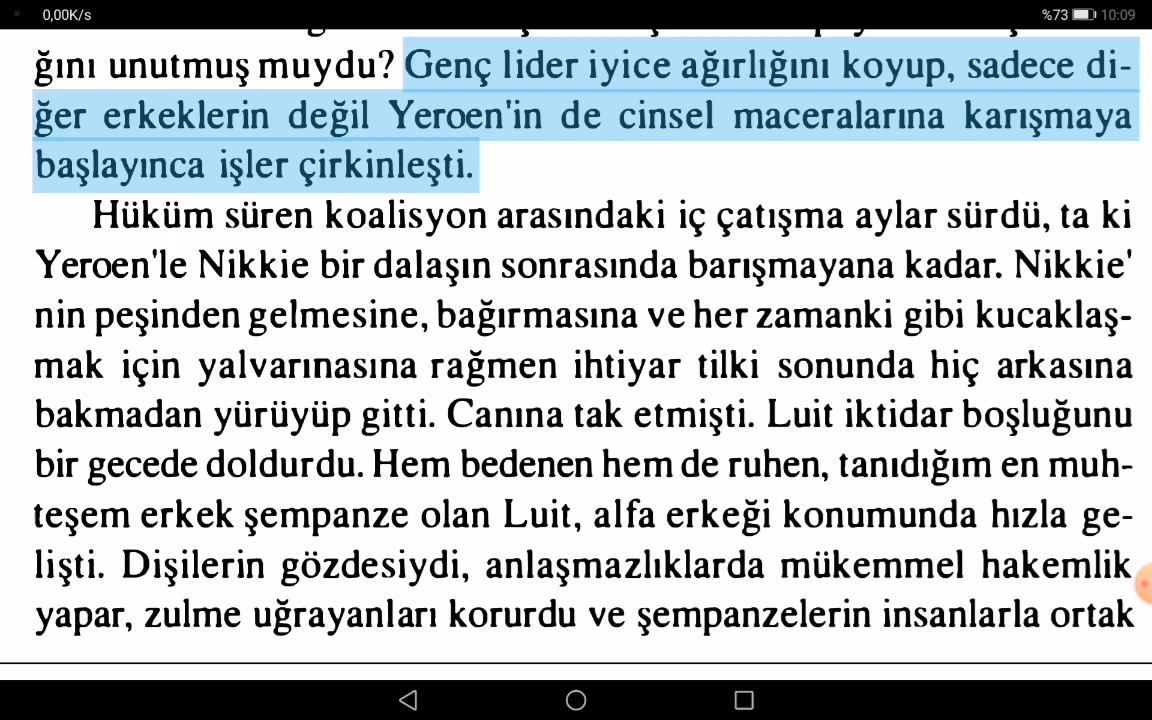 0,00K/s
%73 10:09
ğını unutmuş muydu? Genç lider iyice ağırlığını koyup, sadece di-
ğer erkeklerin değil Yeroen'in de cinsel maceralarına karışmaya
başlayınca işler çirkinleşti.
Hüküm süren koalisyon arasındaki iç çatışma aylar sürdü, ta ki
Yeroen'le Nikkie bir dalaşın sonrasında barışmayana kadar. Nikkie'
nin peşinden gelmesine, bağırmasına ve her zamanki gibi kucaklaş-
mak için yalvarınasına rağmen ihtiyar tilki sonunda hiç arkasına
bakmadan yürüyüp gitti. Canına tak etmişti. Luit iktidar boşluğunu
bir gecede doldurdu. Hem bedenen hem de ruhen, tanıdığım en muh-
teşem erkek şempanze olan Luit, alfa erkeği konumunda hızla ge-
lişti. Dişilerin gözdesiydi, anlaşmazlıklarda mükemmel hakemlik
yapar, zulme uğrayanları korurdu ve şempanzelerin insanlarla ortak